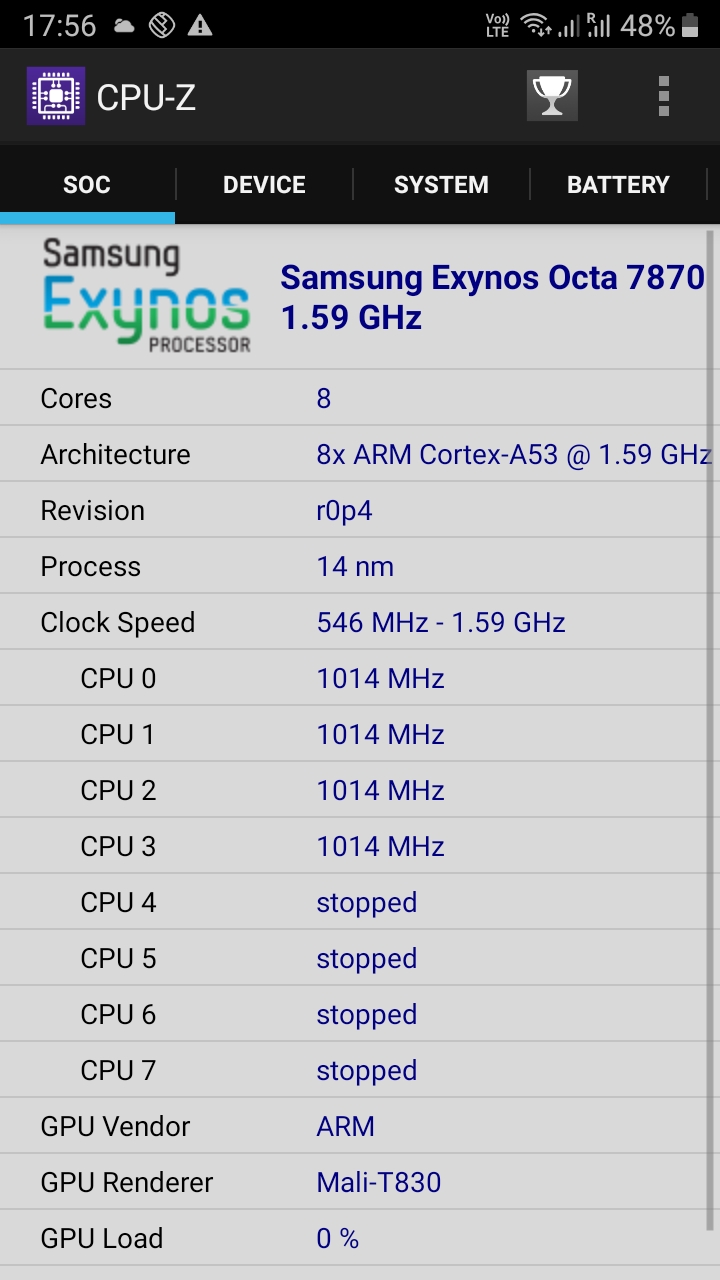 17:56 Vo)) LTE R 48%
CPU-Z
SOC DEVICE SYSTEM BATTERY
Samsung
Exynos
PROCESSOR
Samsung Exynos Octa 7870
1.59 GHz
Cores 8
Architecture 8x ARM Cortex-A53 @ 1.59 GHz
Revision r0p4
Process 14 nm
Clock Speed 546 MHz - 1.59 GHz
CPU 0 1014 MHz
CPU 1 1014 MHz
CPU 2 1014 MHz
CPU 3 1014 MHz
CPU 4 stopped
CPU 5 stopped
CPU 6 stopped
CPU 7 stopped
GPU Vendor ARM
GPU Renderer Mali-T830
GPU Load 0 %